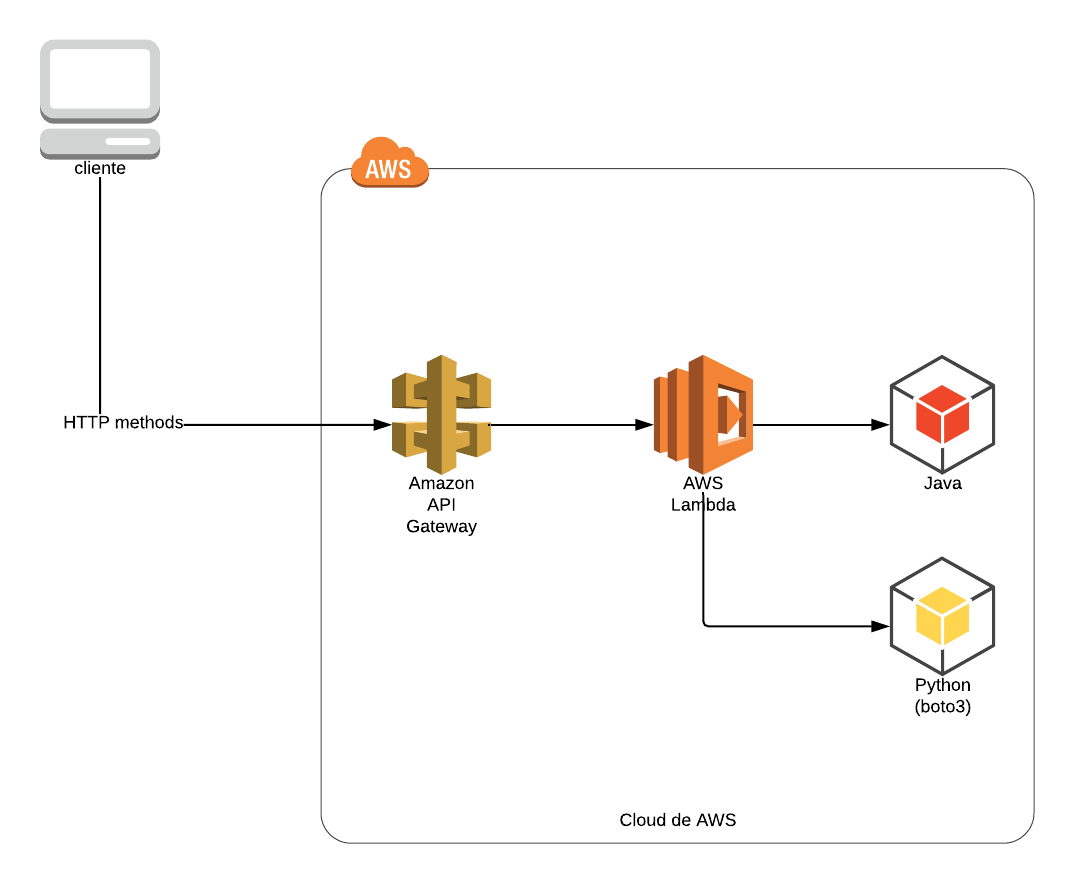 cliente
AWS
HTTP methods
Amazon
API
Gateway
AWS
Lambda
Java
Python
(boto3)
Cloud de AWS